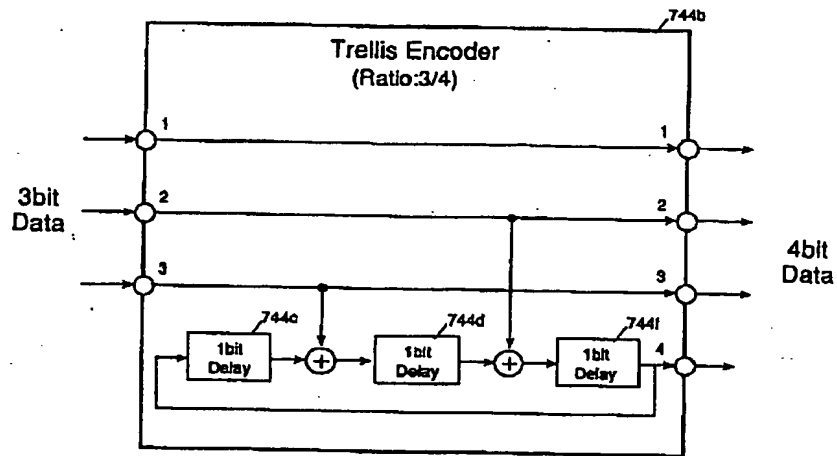 744b
Trellis Encoder
(Ratio:3/4)
1
1
2
2
3bit
Data
4bit
Data
3
3
744c
744d
744f
4
1bit
Delay
1bit
Delay
1bit
Delay